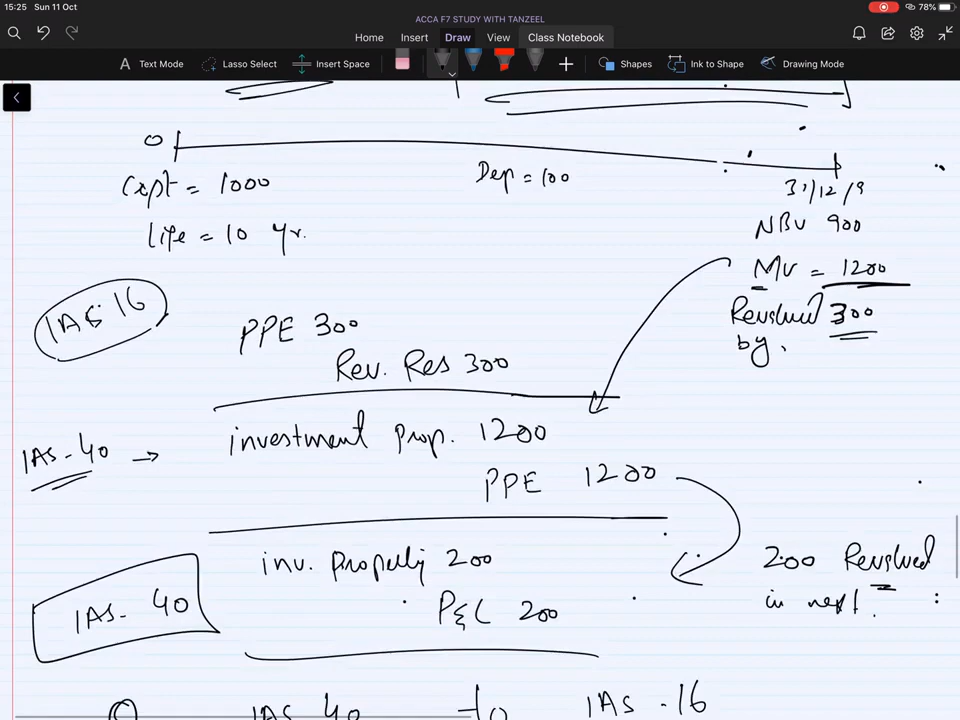 15:25 Sun 11 Oct
78%
ACCA F7 STUDY WITH TANZEEL
Home Insert Draw View Class Notebook
Text Mode Lasso Select Insert Space Shapes Ink to Shape Drawing Mode
0
Cost = 1000
Dep = 100
31/12/9
life = 10 yr.
NBV 900
MV = 1200
Revalued 300
by.
IAS 16
PPE 300
Rev. Res 300
IAS-40
investment prop. 1200
PPE 1200
inv. Property 200
200 Revalued
in next.
IAS-40
P&L 200
IAS 40 to IAS-16